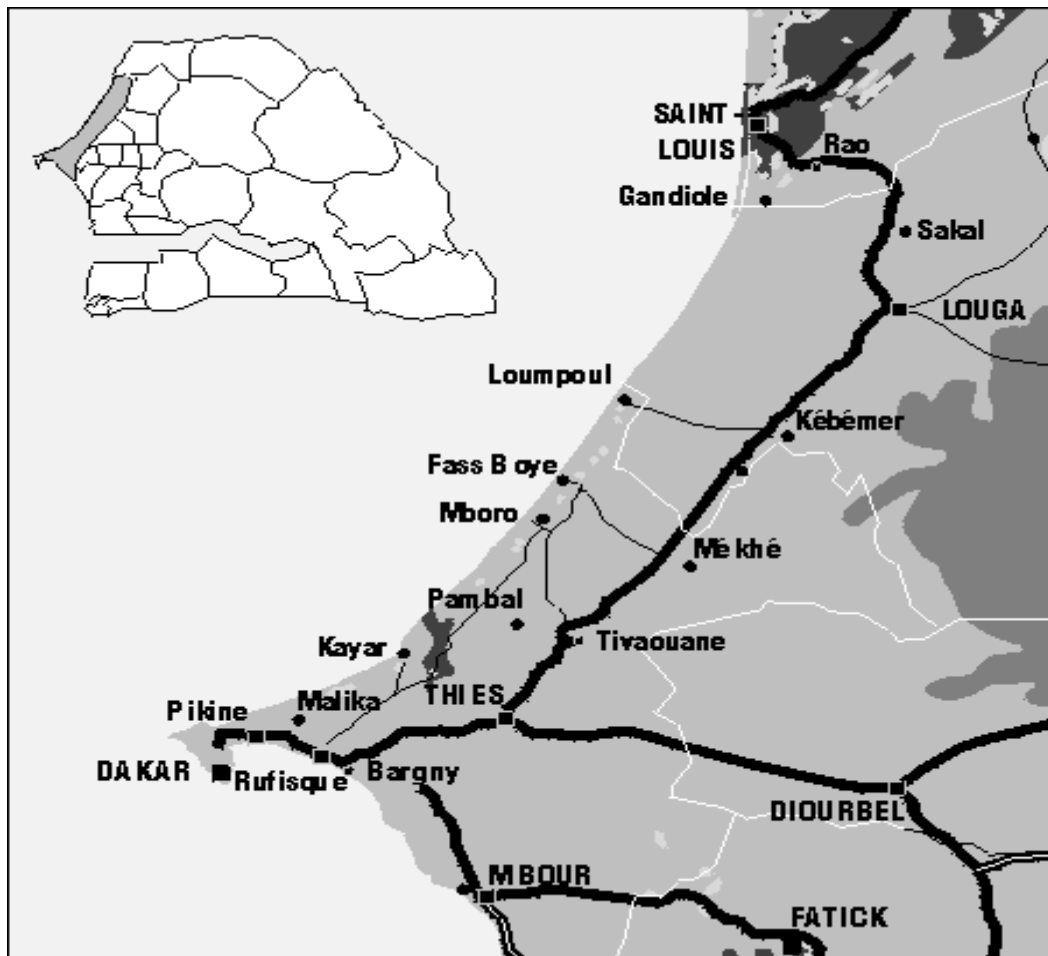 SAINT-
LOUIS
Rao
Gandiole
Sakal
LOUGA
Loumpoul
Kébémer
Fass Boye
Mboro
Mékhé
Pambal
Tivaouane
Kayar
THIES
Malika
Pikine
DAKAR
Rufisque
Bargny
DIOURBEL
MBOUR
FATICK